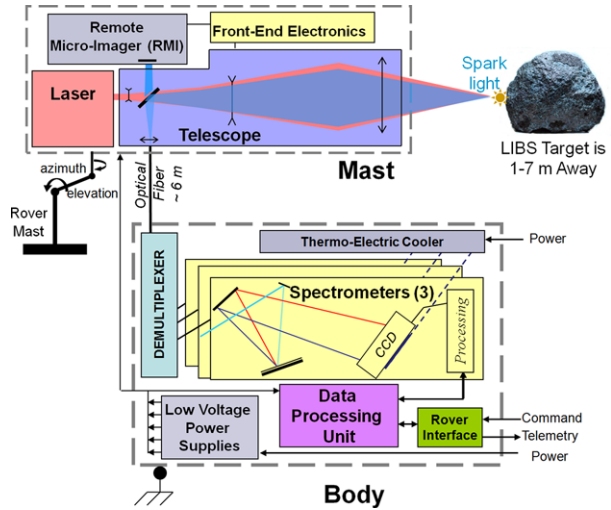 Remote
Micro-Imager (RMI)
Front-End Electronics
Laser
Telescope
Spark
light
LIBS Target is
1-7 m Away
Mast
azimuth
elevation
Rover
Mast
Optical
Fiber
~ 6 m
Thermo-Electric Cooler
Power
DEMULTIPLEXER
Spectrometers (3)
CCD
Processing
Data
Processing
Unit
Low Voltage
Power
Supplies
Rover
Interface
Command
Telemetry
Power
Body